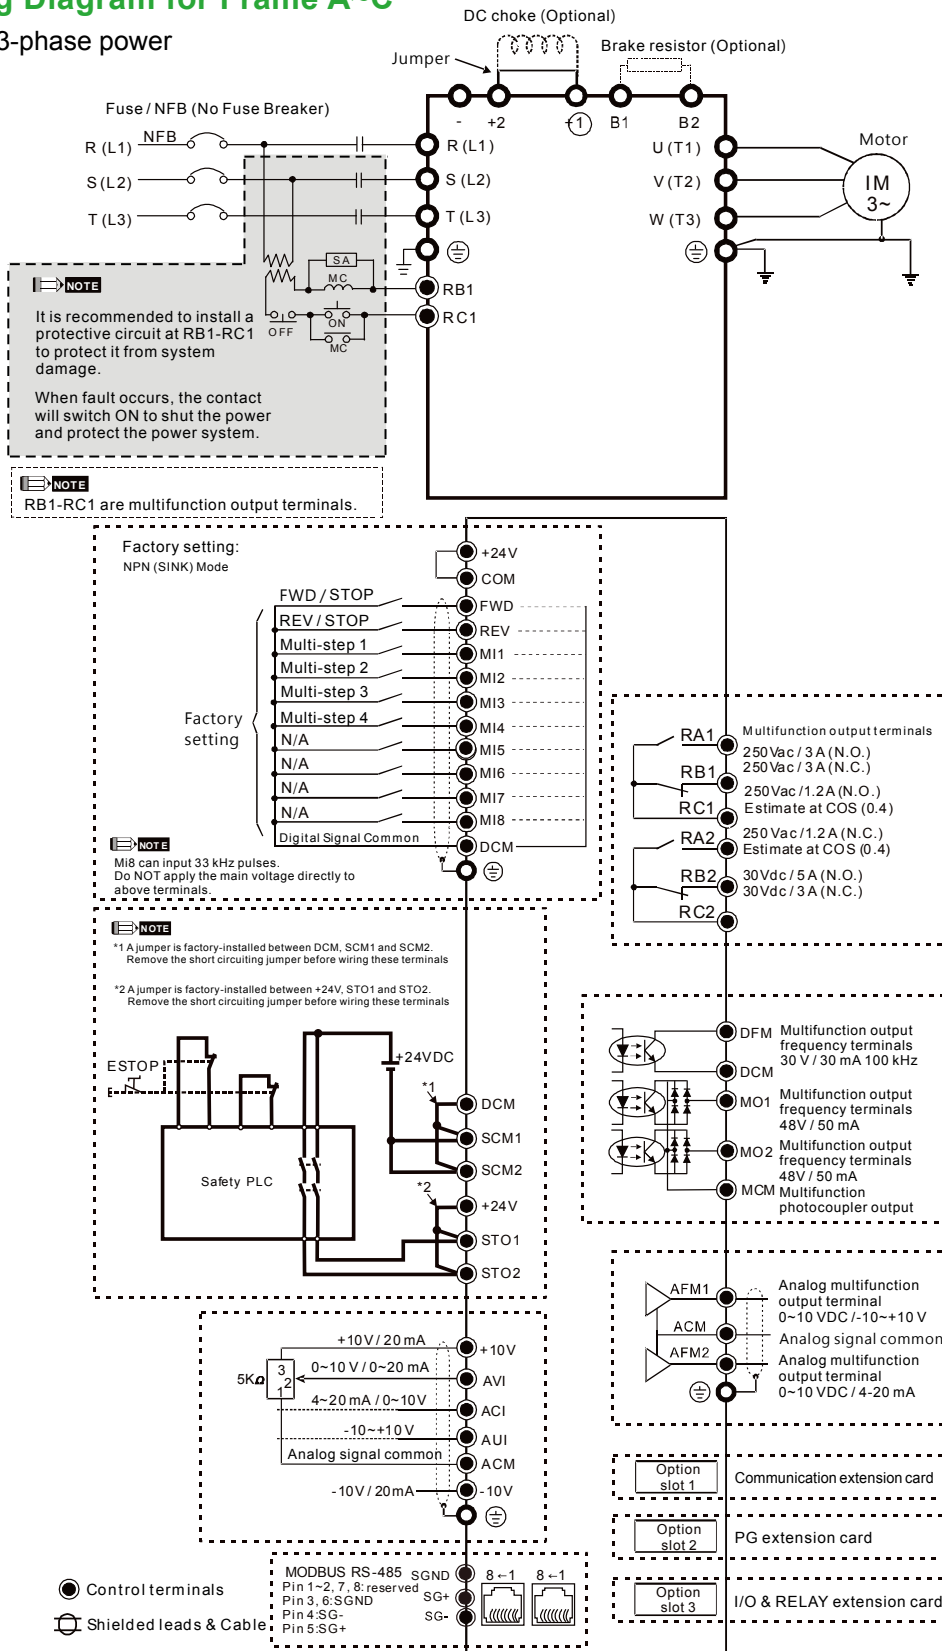 g Diagram for Frame A~C
3-phase power
DC choke (Optional)
Jumper
Brake resistor (Optional)
Fuse / NFB (No Fuse Breaker)
- +2 +1 B1 B2
R (L1) NFB
R (L1)
U (T1)
Motor
S (L2)
S (L2)
V (T2)
IM
3~
T (L3)
T (L3)
W (T3)
SA
MC
RB1
NOTE
It is recommended to install a
protective circuit at RB1-RC1
to protect it from system
damage.
When fault occurs, the contact
will switch ON to shut the power
and protect the power system.
OFF
ON
MC
RC1
NOTE
RB1-RC1 are multifunction output terminals.
Factory setting:
NPN (SINK) Mode
+24V
COM
FWD / STOP
FWD
REV / STOP
REV
Multi-step 1
MI1
Multi-step 2
MI2
Multi-step 3
MI3
Factory
setting
Multi-step 4
MI4
N/A
MI5
N/A
MI6
N/A
MI7
N/A
MI8
Digital Signal Common
DCM
NOTE
Mi8 can input 33 kHz pulses.
Do NOT apply the main voltage directly to
above terminals.
RA1
Multifunction output terminals
250Vac / 3A (N.O.)
250Vac / 3A (N.C.)
RB1
250Vac /1.2A (N.O.)
RC1
Estimate at COS (0.4)
250Vac /1.2A (N.C.)
RA2
Estimate at COS (0.4)
RB2
30Vdc / 5A (N.O.)
30Vdc / 3A (N.C.)
RC2
NOTE
*1 A jumper is factory-installed between DCM, SCM1 and SCM2.
Remove the short circuiting jumper before wiring these terminals
*2 A jumper is factory-installed between +24V, STO1 and STO2.
Remove the short circuiting jumper before wiring these terminals
ESTOP
+24VDC
*1
DCM
SCM1
SCM2
Safety PLC
*2
+24V
STO1
STO2
DFM
Multifunction output
frequency terminals
30 V / 30 mA 100 kHz
DCM
MO1
Multifunction output
frequency terminals
48V / 50 mA
MO2
Multifunction output
frequency terminals
48V / 50 mA
MCM
Multifunction
photocoupler output
AFM1
Analog multifunction
output terminal
0~10 VDC /-10~+10 V
ACM
Analog signal common
AFM2
Analog multifunction
output terminal
0~10 VDC / 4-20 mA
+10V / 20 mA
+10V
5KΩ
3
2
1
0~10 V / 0~20 mA
AVI
4~20 mA / 0~10V
ACI
-10~+10 V
AUI
Analog signal common
ACM
-10V / 20mA
-10V
Option
slot 1
Communication extension card
Option
slot 2
PG extension card
Option
slot 3
I/O & RELAY extension card
MODBUS RS-485
Pin 1~2, 7, 8: reserved
Pin 3, 6:SGND
Pin 4:SG-
Pin 5:SG+
SGND
SG+
SG-
8←1
8←1
Control terminals
Shielded leads & Cable